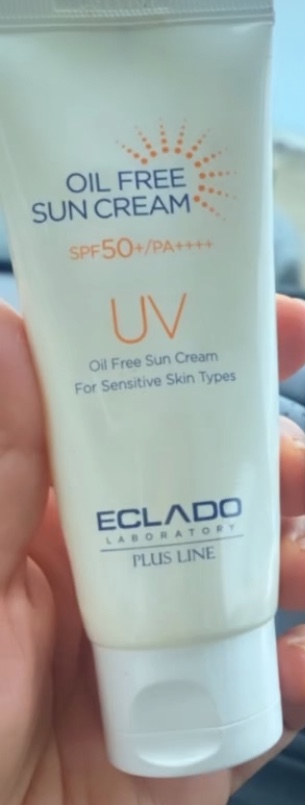 OIL FREE
SUN CREAM
SPF50+/PA++++
UV
Oil Free Sun Cream
For Sensitive Skin Types
ECLADO
LABORATORY
PLUS LINE